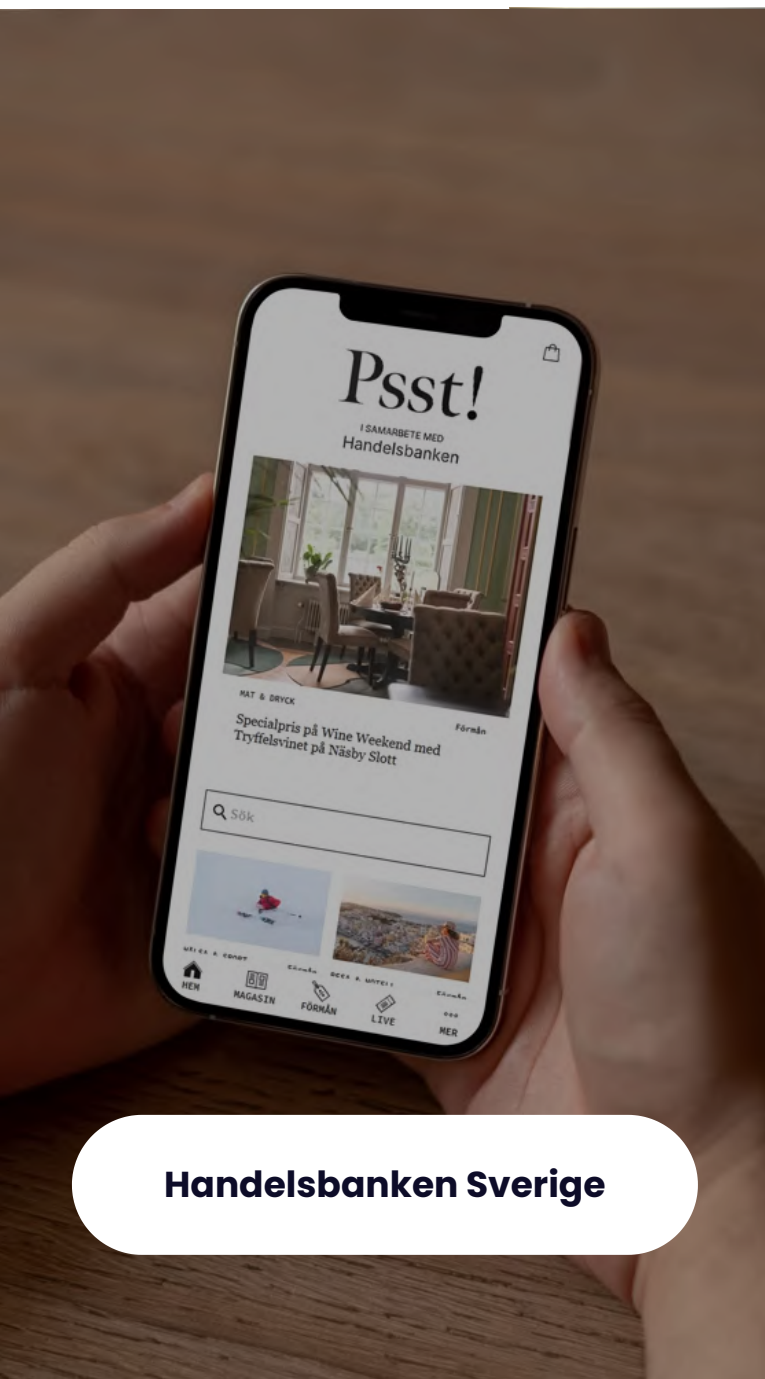 Psst!
I SAMARBETE MED
Handelsbanken
MAT & DRYCK
Förmån
Specialpris på Wine Weekend med
Tryffelsvinet på Näsby Slott
Sök
HEM
MAGASIN
FÖRMÅN
LIVE
MER
Handelsbanken Sverige